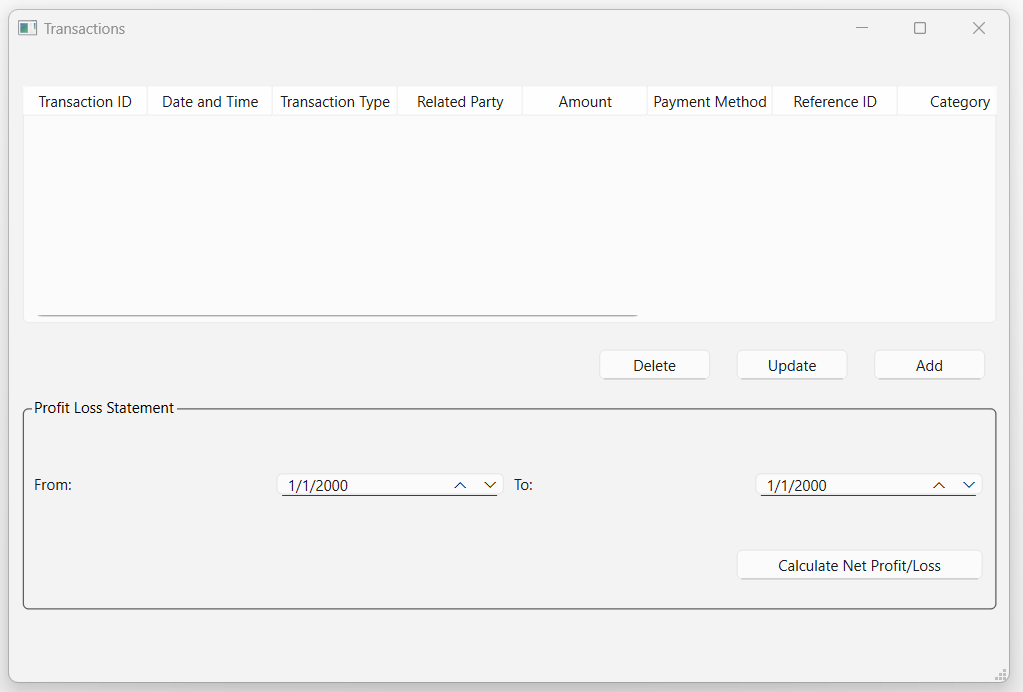 Transactions
Transaction ID Date and Time Transaction Type Related Party Amount Payment Method Reference ID Category
Delete Update Add
Profit Loss Statement
From: 1/1/2000 To: 1/1/2000
Calculate Net Profit/Loss